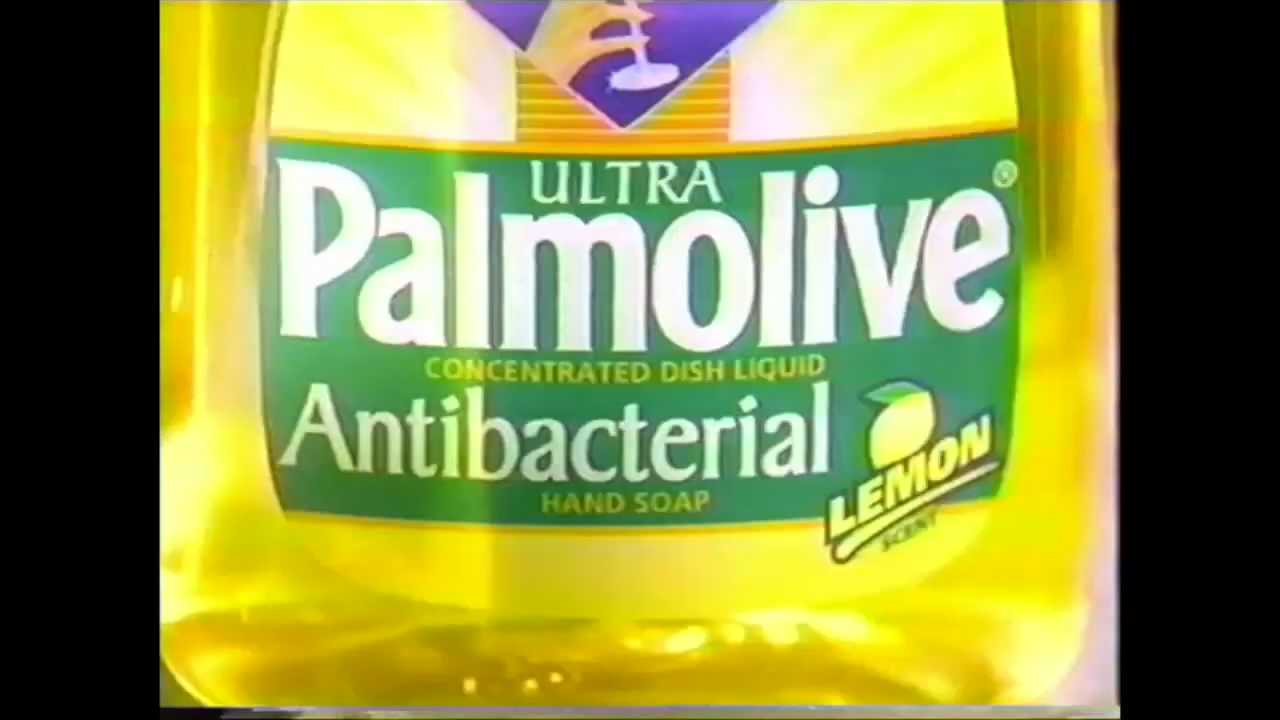 ULTRA
Palmolive®
CONCENTRATED DISH LIQUID
Antibacterial
HAND SOAP
LEMON
SCENT